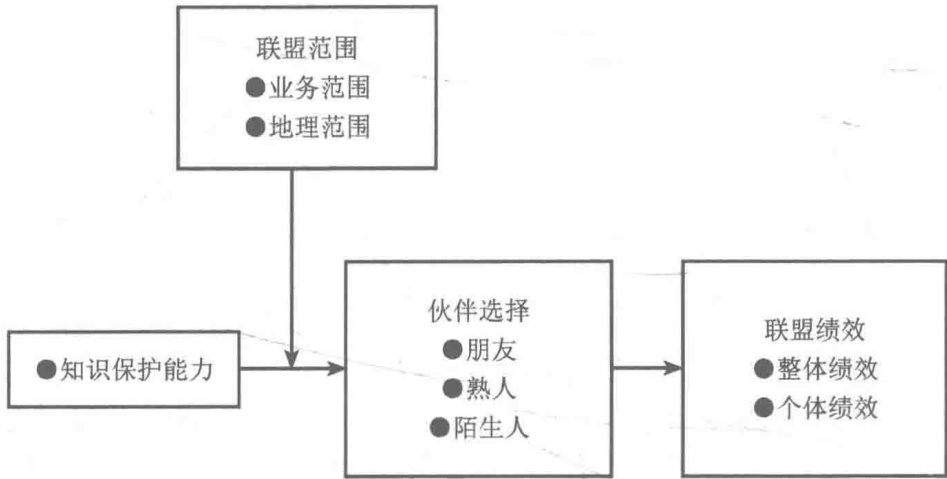 联盟范围
●业务范围
●地理范围
●知识保护能力
伙伴选择
●朋友
●熟人
●陌生人
联盟绩效
●整体绩效
●个体绩效